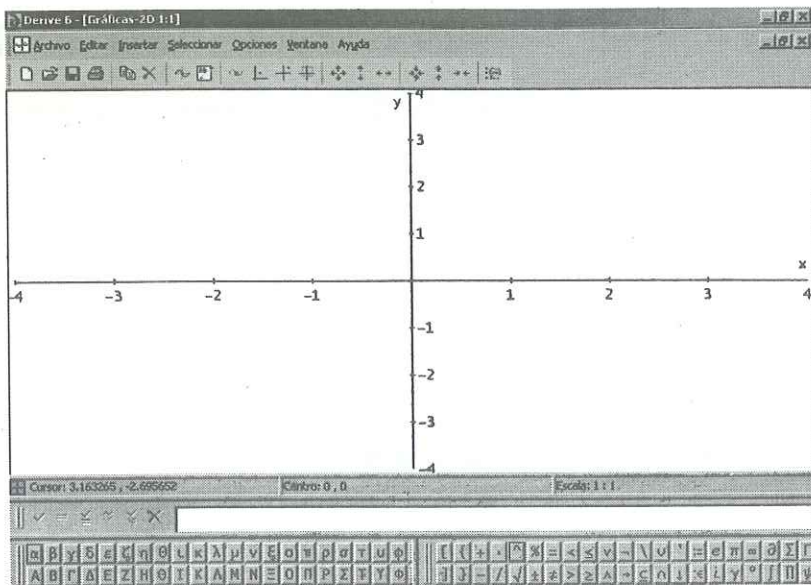 Derive 6 - [Gráficas-2D 1:1]
Archivo Editar Insertar Seleccionar Opciones Ventana Ayuda
y
4
3
2
1
x
-4 -3 -2 -1 1 2 3 4
-1
-2
-3
-4
Cursor: 3.163265 , -2.695652 Centro: 0 , 0 Escala: 1 : 1
α β γ δ ε ζ η θ ι κ λ μ ν ξ ο π ρ σ τ υ φ [ { + · ^ % = < ≤ ∨ ¬ \ ∪ ' := e π ∞ ∂ Σ Γ
Α Β Γ Δ Ε Ζ Η Θ Ι Κ Λ Μ Ν Ξ Ο Π Ρ Σ Τ Υ Φ ] } - / √ ± ≠ > ≥ ∧ ∩ ° ∫ ∏